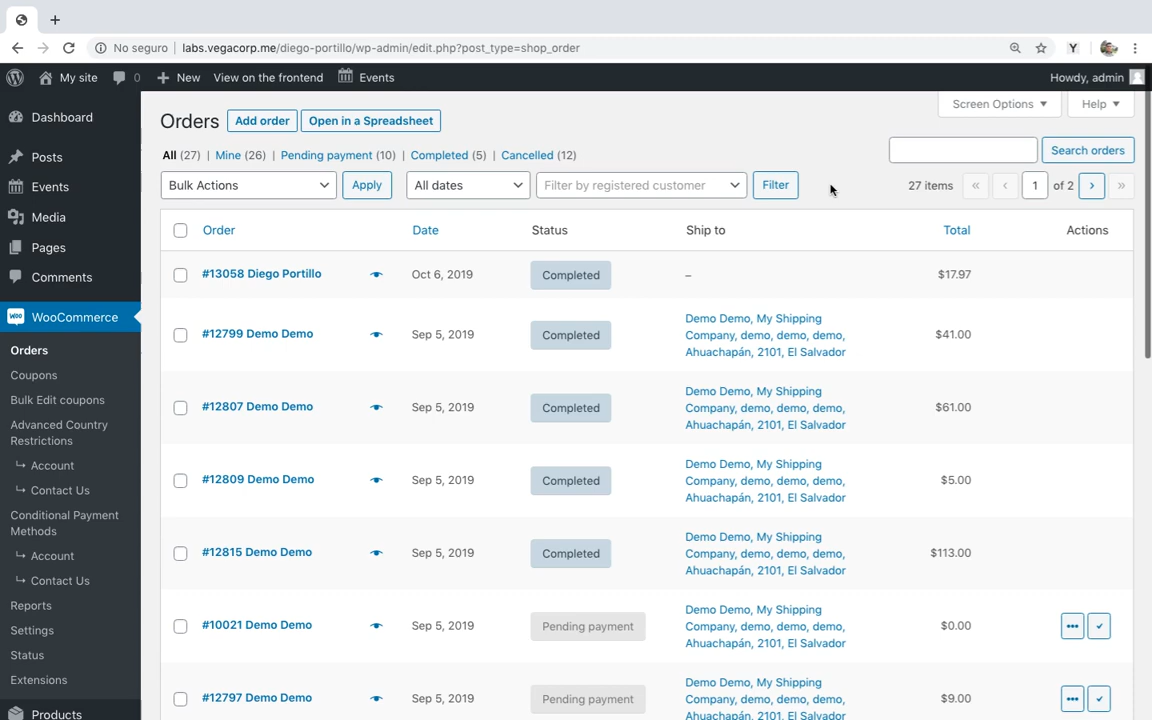 No seguro | labs.vegacorp.me/diego-portillo/wp-admin/edit.php?post_type=shop_order
My site 0 New View on the frontend Events Howdy, admin
Dashboard
Posts
Events
Media
Pages
Comments
WooCommerce
Orders
Coupons
Bulk Edit coupons
Advanced Country
Restrictions
Account
Contact Us
Conditional Payment
Methods
Account
Contact Us
Reports
Settings
Status
Extensions
Products
Screen Options Help
Orders Add order Open in a Spreadsheet
All (27) | Mine (26) | Pending payment (10) | Completed (5) | Cancelled (12)
Search orders
Bulk Actions Apply All dates Filter by registered customer Filter 27 items « ‹ 1 of 2 › »
Order Date Status Ship to Total Actions
#13058 Diego Portillo Oct 6, 2019 Completed – $17.97
#12799 Demo Demo Sep 5, 2019 Completed Demo Demo, My Shipping
Company, demo, demo, demo,
Ahuachapán, 2101, El Salvador
$41.00
#12807 Demo Demo Sep 5, 2019 Completed Demo Demo, My Shipping
Company, demo, demo, demo,
Ahuachapán, 2101, El Salvador
$61.00
#12809 Demo Demo Sep 5, 2019 Completed Demo Demo, My Shipping
Company, demo, demo, demo,
Ahuachapán, 2101, El Salvador
$5.00
#12815 Demo Demo Sep 5, 2019 Completed Demo Demo, My Shipping
Company, demo, demo, demo,
Ahuachapán, 2101, El Salvador
$113.00
#10021 Demo Demo Sep 5, 2019 Pending payment Demo Demo, My Shipping
Company, demo, demo, demo,
Ahuachapán, 2101, El Salvador
$0.00
#12797 Demo Demo Sep 5, 2019 Pending payment Demo Demo, My Shipping
Company, demo, demo, demo,
Ahuachapán, 2101, El Salvador
$9.00